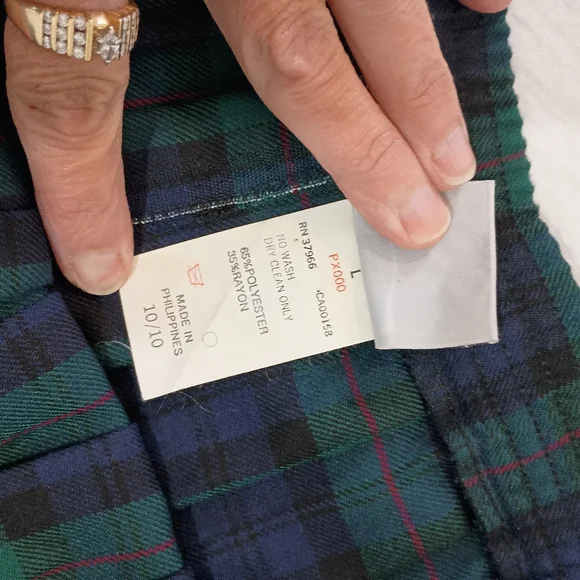 L
PX000
RN 37966 CA00158
NO WASH
DRY CLEAN ONLY
65%POLYESTER
35%RAYON
MADE IN
PHILIPPINES
10/10